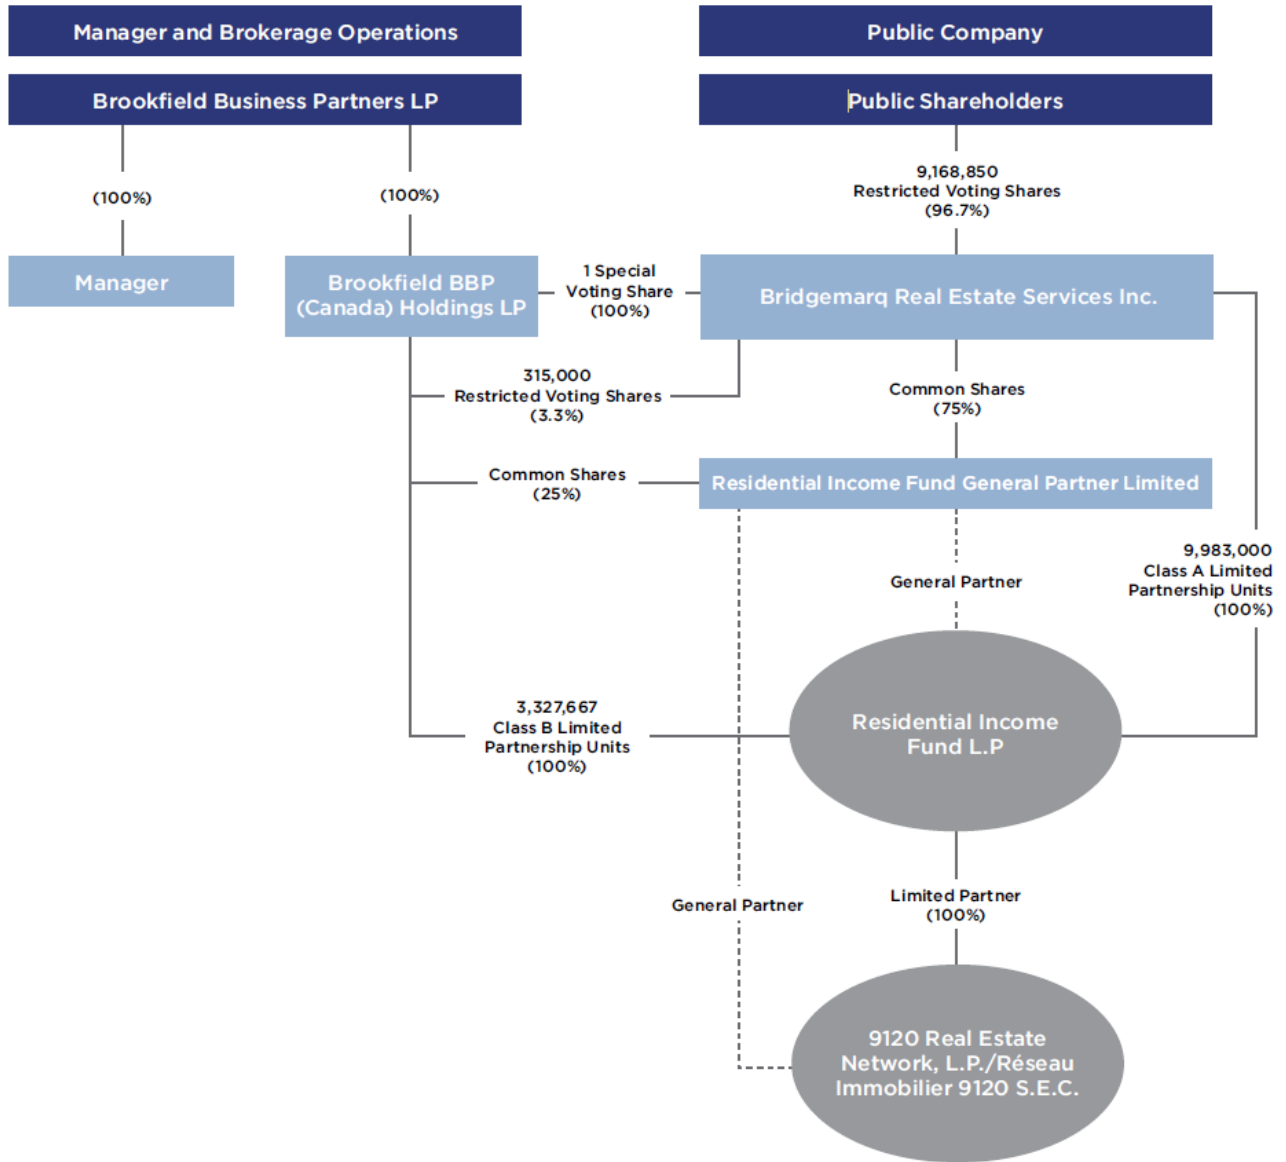 Manager and Brokerage Operations
Public Company
Brookfield Business Partners LP
Public Shareholders
(100%)
(100%)
9,168,850
Restricted Voting Shares
(96.7%)
Manager
Brookfield BBP
(Canada) Holdings LP
1 Special
Voting Share
(100%)
Bridgemarq Real Estate Services Inc.
315,000
Restricted Voting Shares
(3.3%)
Common Shares
(75%)
Common Shares
(25%)
Residential Income Fund General Partner Limited
9,983,000
Class A Limited
Partnership Units
(100%)
General Partner
3,327,667
Class B Limited
Partnership Units
(100%)
Residential Income
Fund L.P
General Partner
Limited Partner
(100%)
9120 Real Estate
Network, L.P./Réseau
Immobilier 9120 S.E.C.